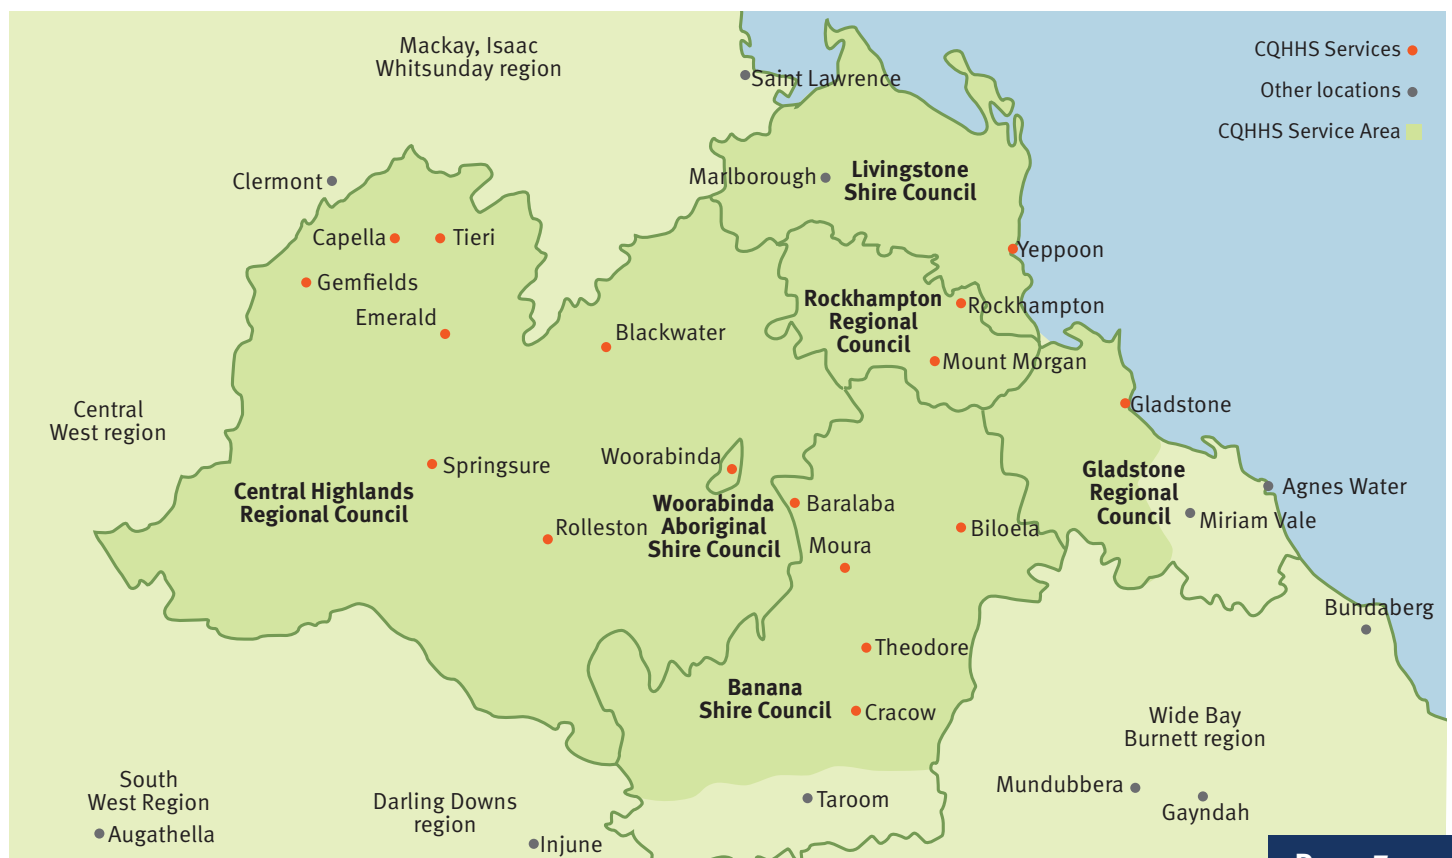 Mackay, Isaac
Whitsunday region
CQHHS Services
Saint Lawrence
Other locations
CQHHS Service Area
Clermont
Marlborough
Livingstone
Shire Council
Capella
Tieri
Yeppoon
Gemfields
Rockhampton
Regional
Council
Rockhampton
Emerald
Blackwater
Mount Morgan
Central
West region
Gladstone
Woorabinda
Springsure
Gladstone
Regional
Council
Agnes Water
Miriam Vale
Central Highlands
Regional Council
Woorabinda
Aboriginal
Shire Council
Baralaba
Rolleston
Moura
Biloela
Bundaberg
Theodore
Banana
Shire Council
Cracow
Wide Bay
Burnett region
South
West Region
Augathella
Darling Downs
region
Injune
Taroom
Mundubbera
Gayndah